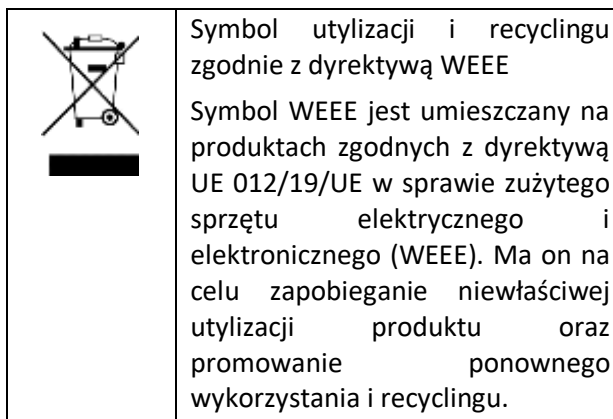 Symbol utylizacji i recyclingu
zgodnie z dyrektywą WEEE
Symbol WEEE jest umieszczany na
produktach zgodnych z dyrektywą
UE 012/19/UE w sprawie zużytego
sprzętu elektrycznego i
elektronicznego (WEEE). Ma on na
celu zapobieganie niewłaściwej
utylizacji produktu oraz
promowanie ponownego
wykorzystania i recyclingu.